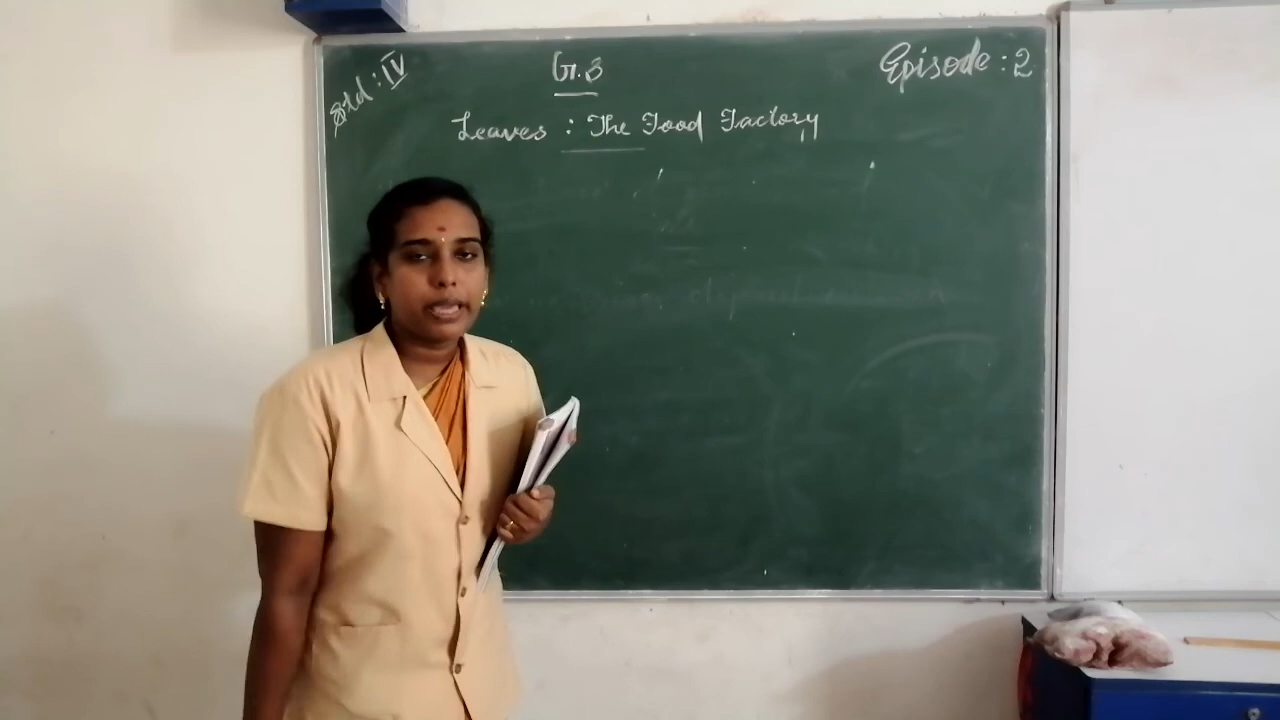 Std : IV
G.S
Episode : 2
Leaves : The Food Factory